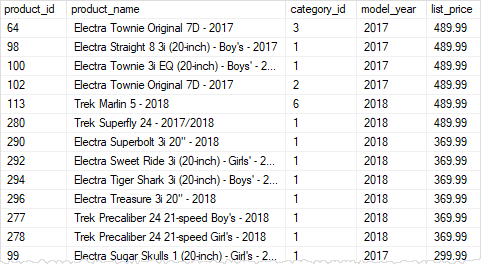 product_id product_name category_id model_year list_price
64 Electra Townie Original 7D - 2017 3 2017 489.99
98 Electra Straight 8 3i (20-inch) - Boy's - 2017 1 2017 489.99
100 Electra Townie 3i EQ (20-inch) - Boys' - 2... 1 2017 489.99
102 Electra Townie Original 7D - 2017 2 2017 489.99
113 Trek Marlin 5 - 2018 6 2018 489.99
280 Trek Superfly 24 - 2017/2018 1 2018 489.99
290 Electra Superbolt 3i 20" - 2018 1 2018 369.99
292 Electra Sweet Ride 3i (20-inch) - Girls' - 2... 1 2018 369.99
294 Electra Tiger Shark 3i (20-inch) - Boys' - 2... 1 2018 369.99
296 Electra Treasure 3i 20" - 2018 1 2018 369.99
277 Trek Precaliber 24 21-speed Boy's - 2018 1 2018 369.99
278 Trek Precaliber 24 21-speed Girl's - 2018 1 2018 369.99
99 Electra Sugar Skulls 1 (20-inch) - Girl's - 2... 1 2017 299.99